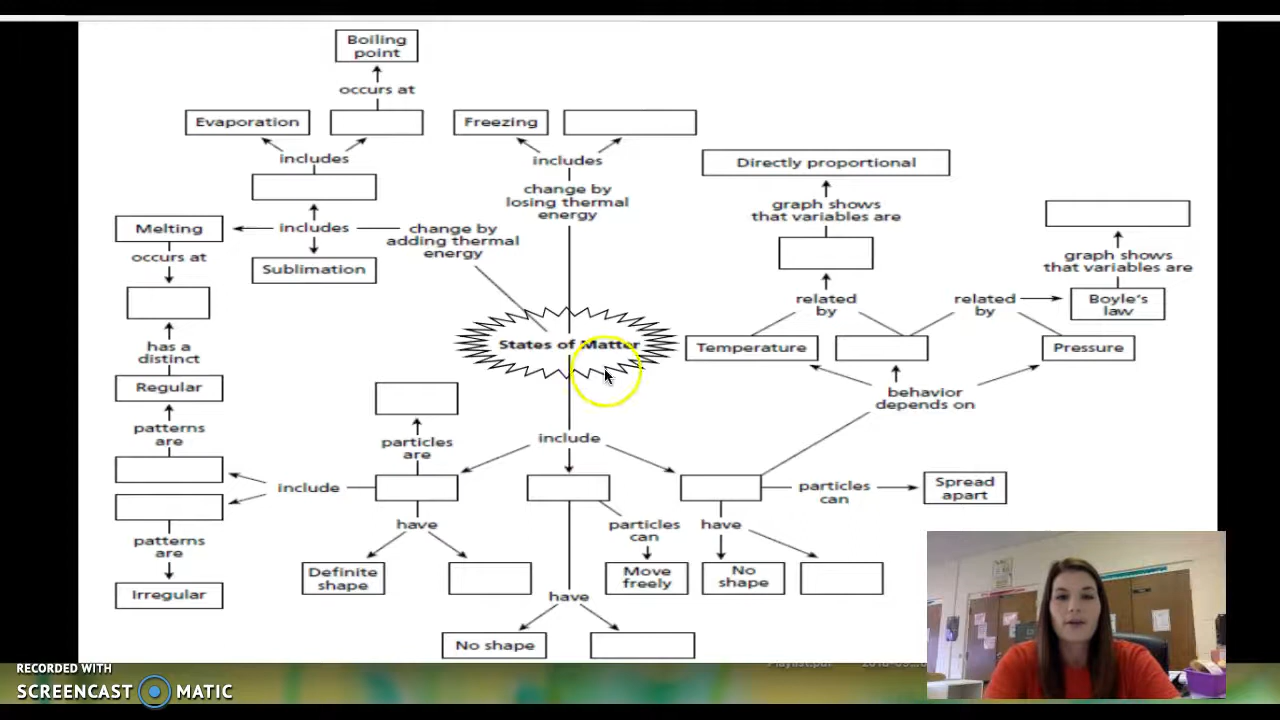 Boiling
point
occurs at
Evaporation
Freezing
includes
includes
Directly proportional
change by
losing thermal
energy
graph shows
that variables are
Melting
includes
change by
adding thermal
energy
occurs at
Sublimation
graph shows
that variables are
related
by
related
by
Boyle's
law
has a
distinct
States of Matter
Temperature
Pressure
Regular
behavior
depends on
patterns
are
particles
are
include
include
particles
can
Spread
apart
have
particles
can
have
patterns
are
Definite
shape
Move
freely
No
shape
Irregular
have
No shape
RECORDED WITH
SCREENCAST MATIC